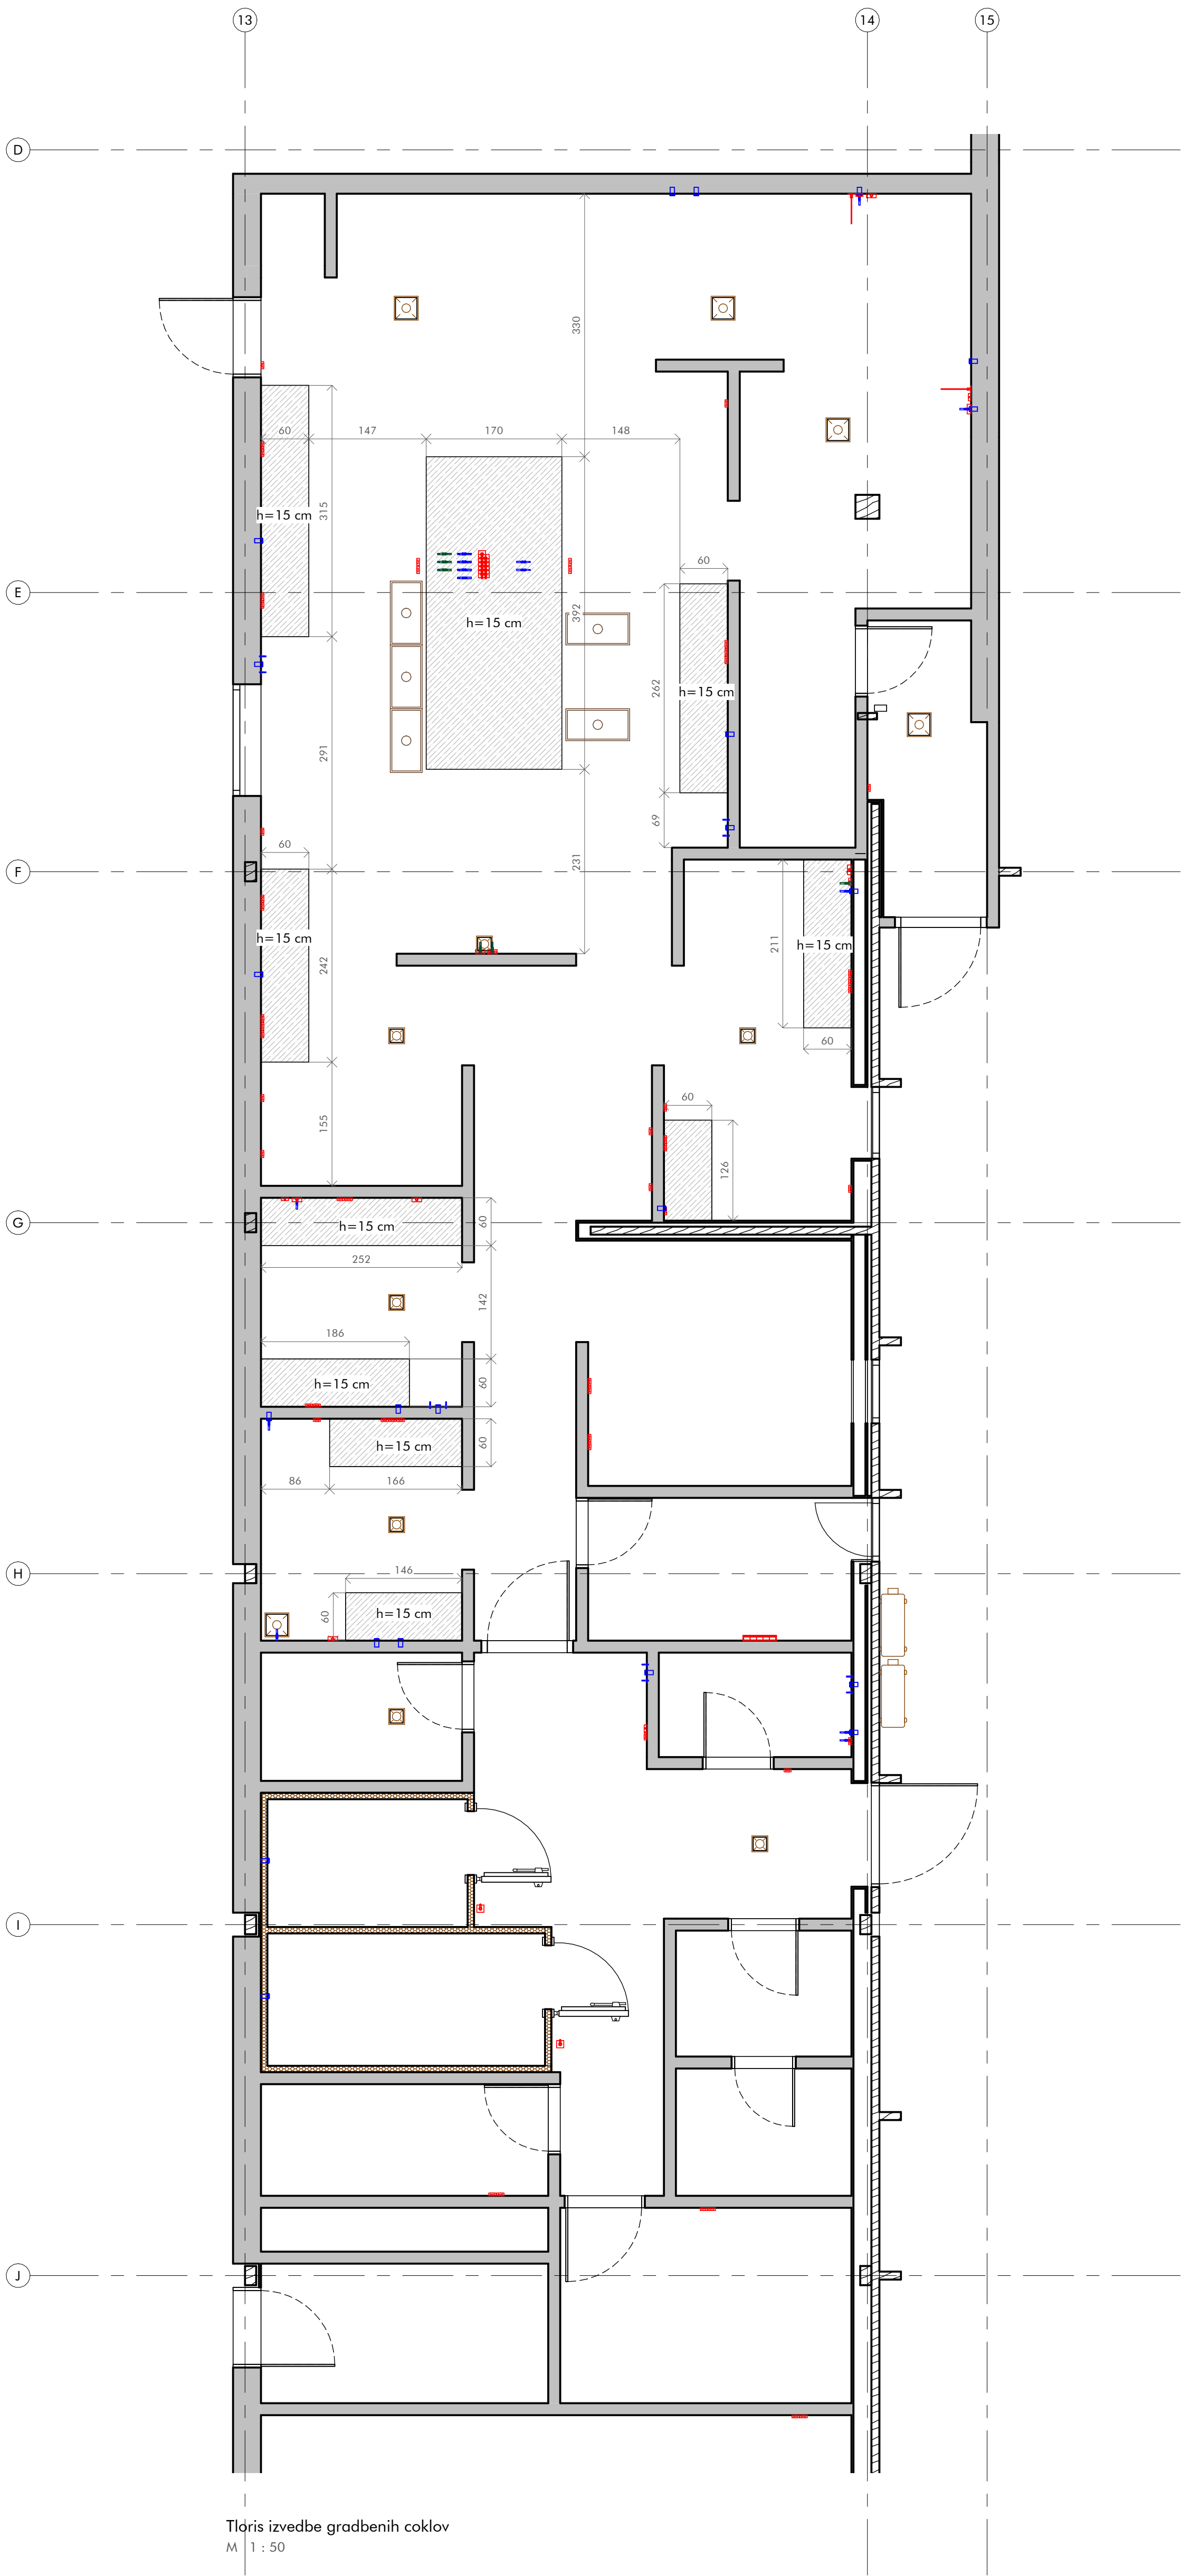 13
14
15
D
330
60
147
170
148
315
h=15 cm
60
E
392
h=15 cm
262
h=15 cm
291
69
60
231
F
h=15 cm
242
211
h=15 cm
60
155
60
126
G
h=15 cm
60
252
142
186
h=15 cm
60
h=15 cm
60
86
166
H
146
60
h=15 cm
I
J
Tloris izvedbe gradbenih coklov
M 1 : 50